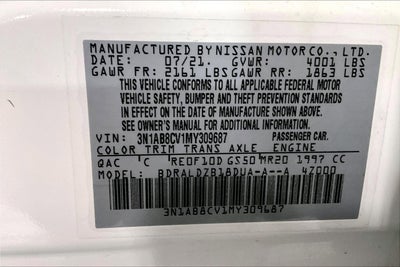 MANUFACTURED BY NISSAN MOTOR CO., LTD.
DATE: 07/21. GVWR: 4001 LBS
GAWR FR: 2161 LBS GAWR RR: 1863 LBS
THIS VEHICLE CONFORMS TO ALL APPLICABLE FEDERAL MOTOR
VEHICLE SAFETY, BUMPER AND THEFT PREVENTION STANDARDS
IN EFFECT ON THE DATE OF MANUFACTURE SHOWN ABOVE.
SEE OWNER'S MANUAL FOR ADDITIONAL INFORMATION
VIN: 3N1AB8CV1MY309687 PASSENGER CAR.
COLOR TRIM TRANS AXLE ENGINE
QAC 'C RE0F10D GS50 MR20 1997 CC
MODEL: BDRALDZB18DUA-A--A 4Z000
3N1AB8CV1MY309687